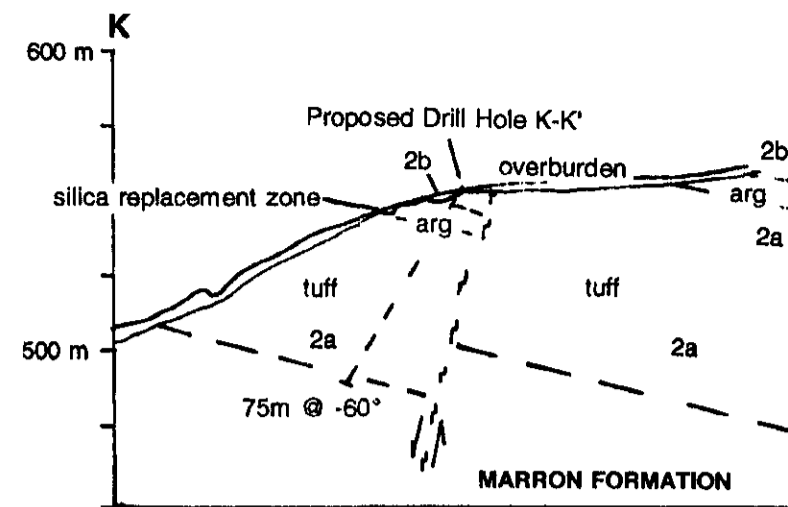 K
600 m
Proposed Drill Hole K-K'
2b
overburden
2b
silica replacement zone
arg
arg
2a
tuff
tuff
2a
2a
500 m
75m @ -60°
MARRON FORMATION